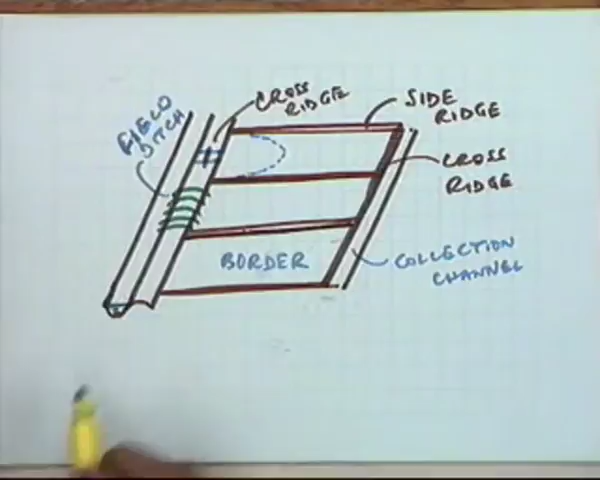 FIELD
DITCH
CROSS
RIDGE
SIDE
RIDGE
CROSS
RIDGE
BORDER
COLLECTION
CHANNEL